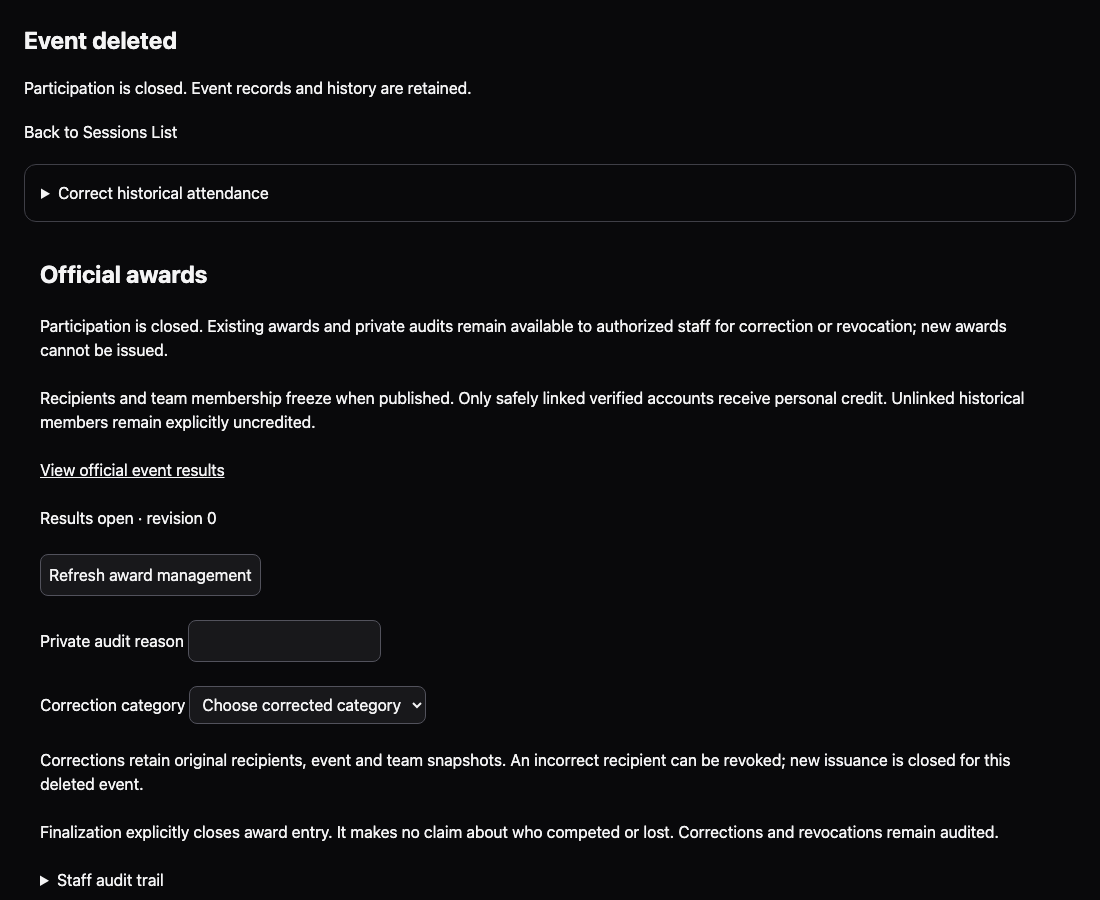 Event deleted
Participation is closed. Event records and history are retained.
Back to Sessions List
Correct historical attendance
Official awards
Participation is closed. Existing awards and private audits remain available to authorized staff for correction or revocation; new awards
cannot be issued.
Recipients and team membership freeze when published. Only safely linked verified accounts receive personal credit. Unlinked historical
members remain explicitly uncredited.
View official event results
Results open · revision 0
Refresh award management
Private audit reason
Correction category Choose corrected category
Corrections retain original recipients, event and team snapshots. An incorrect recipient can be revoked; new issuance is closed for this
deleted event.
Finalization explicitly closes award entry. It makes no claim about who competed or lost. Corrections and revocations remain audited.
Staff audit trail